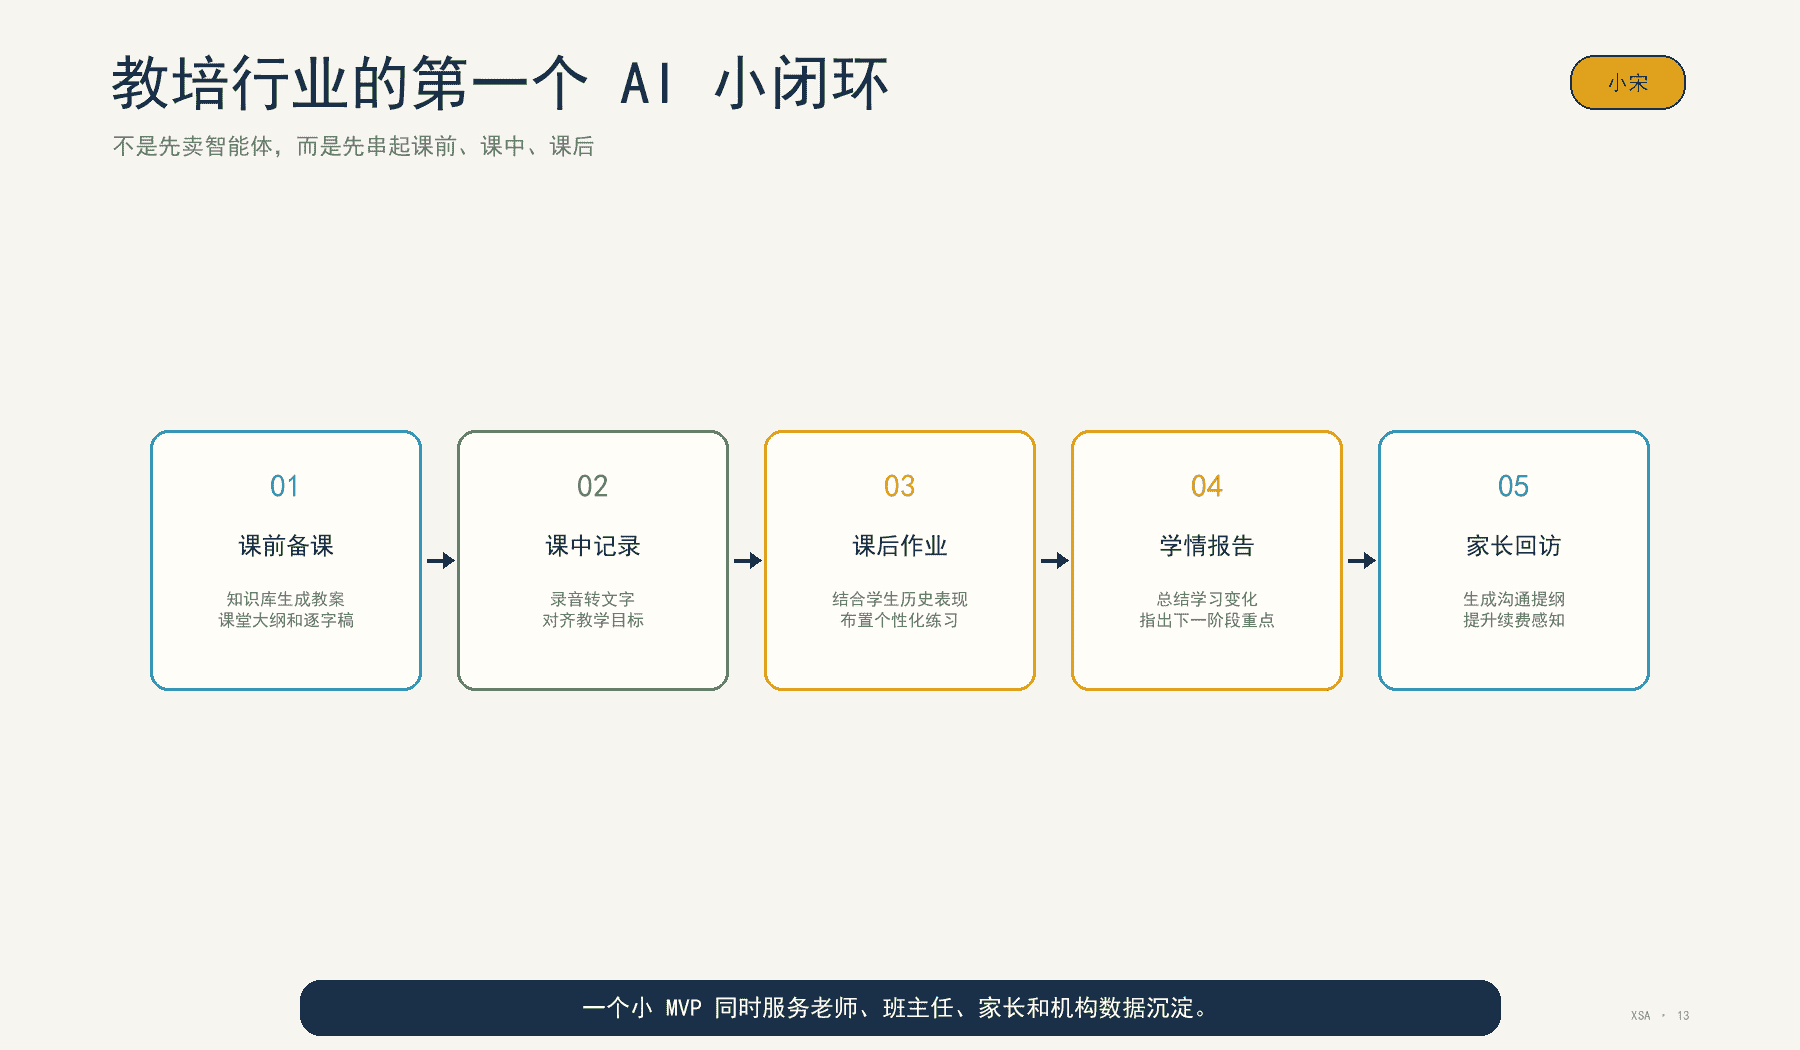 教培行业的第一个 AI 小闭环
小宋
不是先卖智能体，而是先串起课前、课中、课后
01
课前备课
知识库生成教案
课堂大纲和逐字稿
02
课中记录
录音转文字
对齐教学目标
03
课后作业
结合学生历史表现
布置个性化练习
04
学情报告
总结学习变化
指出下一阶段重点
05
家长回访
生成沟通提纲
提升续费感知
一个小 MVP 同时服务老师、班主任、家长和机构数据沉淀。
XSA · 13